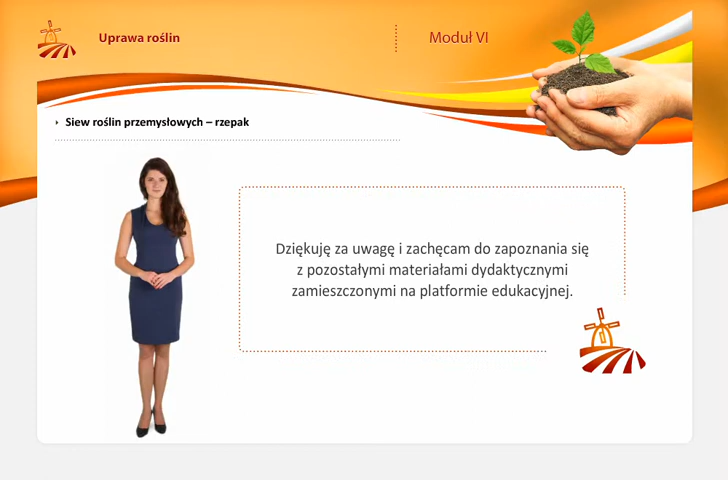 Uprawa roślin
Moduł VI
Siew roślin przemysłowych – rzepak
Dziękuję za uwagę i zachęcam do zapoznania się
z pozostałymi materiałami dydaktycznymi
zamieszczonymi na platformie edukacyjnej.